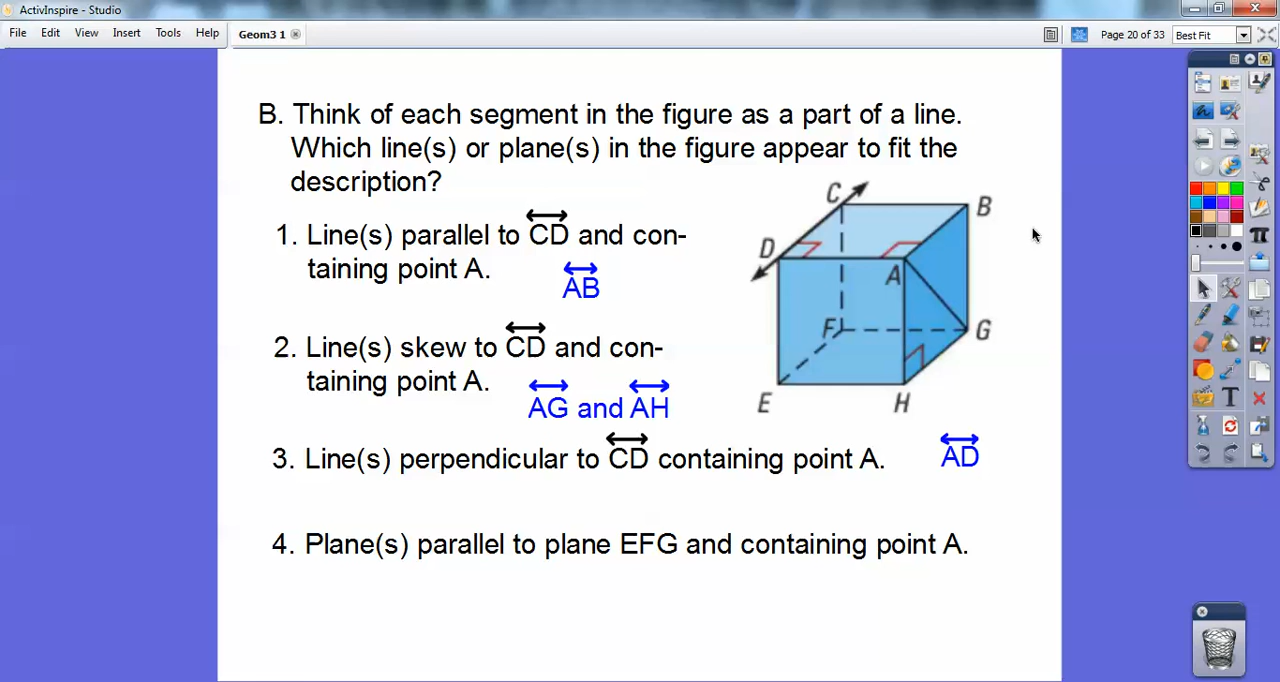 ActivInspire - Studio
File Edit View Insert Tools Help Geom3 1 Page 20 of 33 Best Fit
B. Think of each segment in the figure as a part of a line.
Which line(s) or plane(s) in the figure appear to fit the
description?
1. Line(s) parallel to CD and con-
taining point A.
AB
2. Line(s) skew to CD and con-
taining point A.
AG and AH
3. Line(s) perpendicular to CD containing point A. AD
4. Plane(s) parallel to plane EFG and containing point A.
C
B
D
A
F
G
E
H